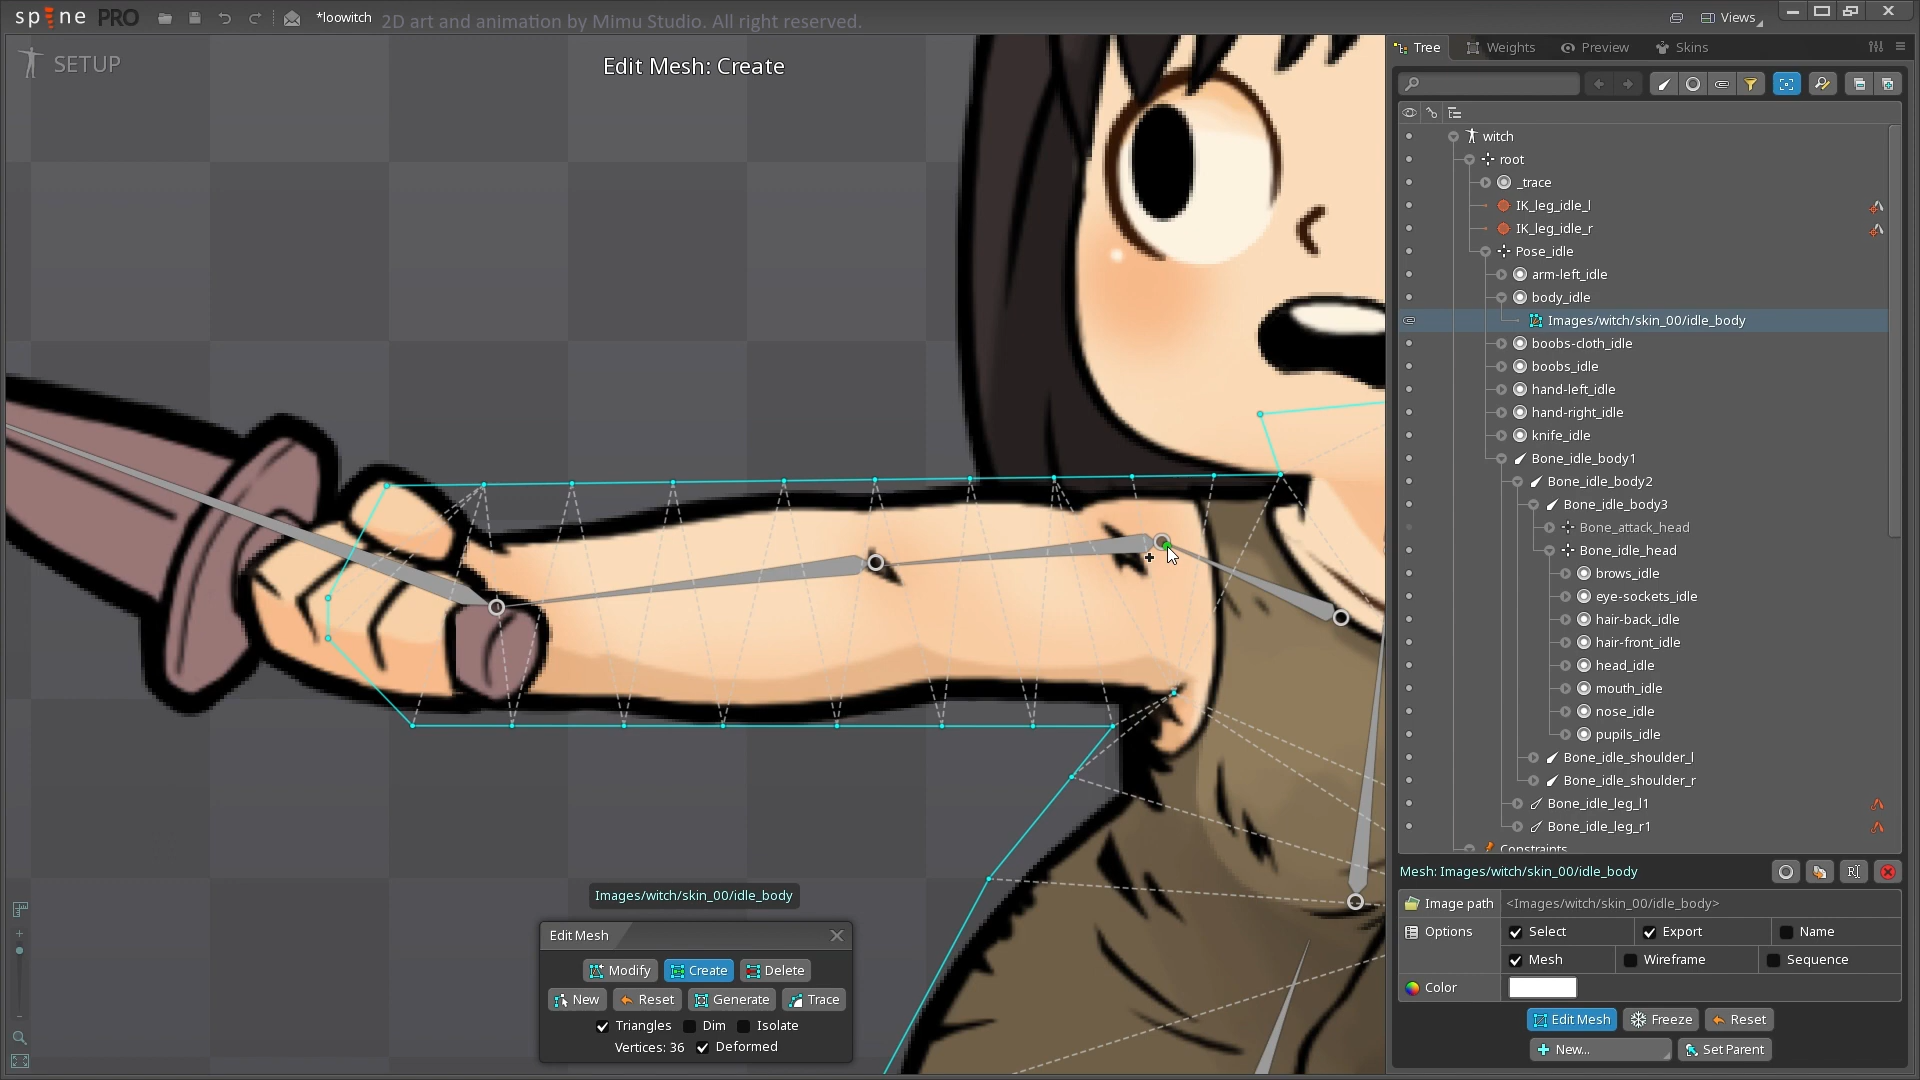 spine PRO
*loowitch
2D art and animation by Mimu Studio. All right reserved.
Views
SETUP
Edit Mesh: Create
Tree
Weights
Preview
Skins
witch
root
_trace
IK_leg_idle_l
IK_leg_idle_r
Pose_idle
arm-left_idle
body_idle
Images/witch/skin_00/idle_body
boobs-cloth_idle
boobs_idle
hand-left_idle
hand-right_idle
knife_idle
Bone_idle_body1
Bone_idle_body2
Bone_idle_body3
Bone_attack_head
Bone_idle_head
brows_idle
eye-sockets_idle
hair-back_idle
hair-front_idle
head_idle
mouth_idle
nose_idle
pupils_idle
Bone_idle_shoulder_l
Bone_idle_shoulder_r
Bone_idle_leg_l1
Bone_idle_leg_r1
Constraints
Mesh: Images/witch/skin_00/idle_body
Image path <Images/witch/skin_00/idle_body>
Options Select Export Name
Mesh Wireframe Sequence
Color
Edit Mesh Freeze Reset
New... Set Parent
Images/witch/skin_00/idle_body
Edit Mesh
Modify Create Delete
New Reset Generate Trace
Triangles Dim Isolate
Vertices: 36 Deformed